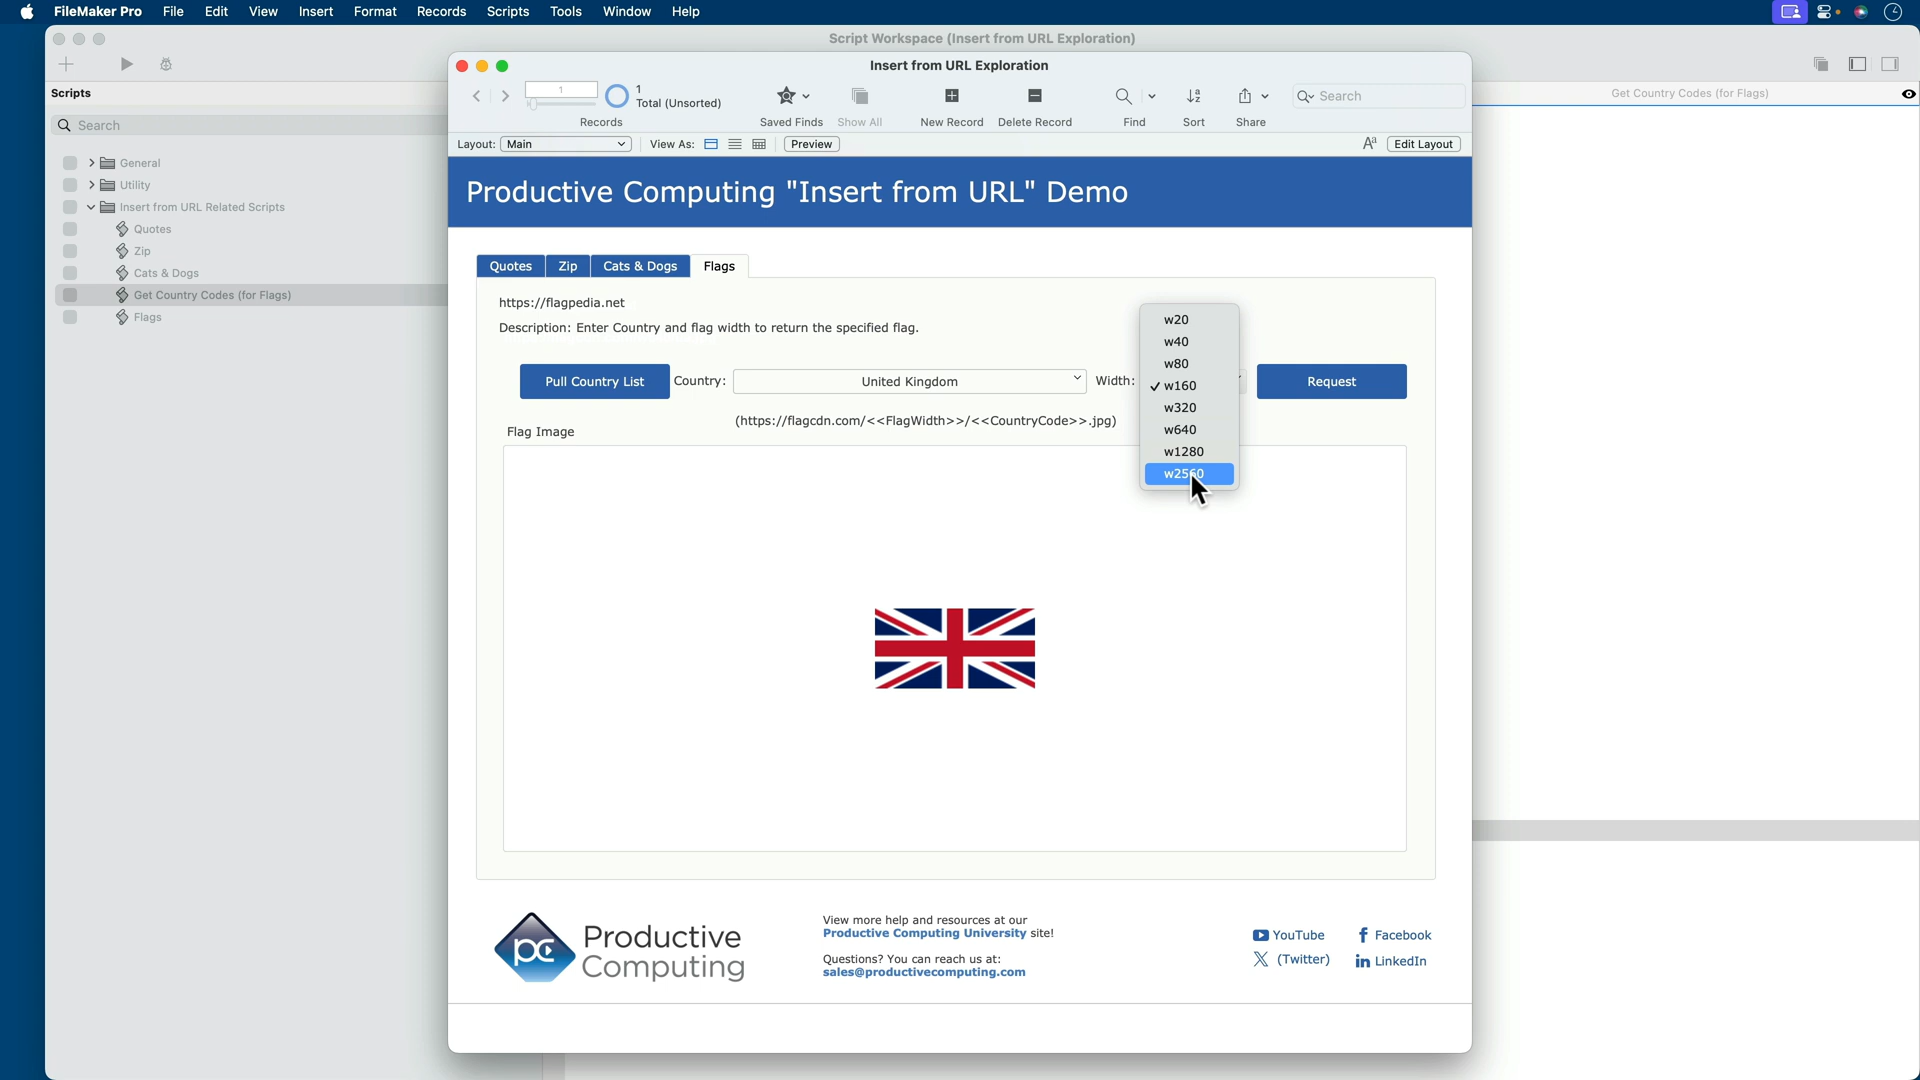 FileMaker Pro File Edit View Insert Format Records Scripts Tools Window Help
Script Workspace (Insert from URL Exploration)
Scripts
Get Country Codes (for Flags)
Search
General
Utility
Insert from URL Related Scripts
Quotes
Zip
Cats & Dogs
Get Country Codes (for Flags)
Flags
Insert from URL Exploration
1
1
Total (Unsorted)
Search
Records Saved Finds Show All New Record Delete Record Find Sort Share
Layout: Main View As: Preview Aa Edit Layout
Productive Computing "Insert from URL" Demo
Quotes Zip Cats & Dogs Flags
https://flagpedia.net
Description: Enter Country and flag width to return the specified flag.
Pull Country List Country: United Kingdom Width: Request
w20
w40
w80
w160
w320
w640
w1280
w2560
(https://flagcdn.com/<<FlagWidth>>/<<CountryCode>>.jpg)
Flag Image
pc
Productive
Computing
View more help and resources at our
Productive Computing University site!
Questions? You can reach us at:
sales@productivecomputing.com
YouTube Facebook
(Twitter) LinkedIn